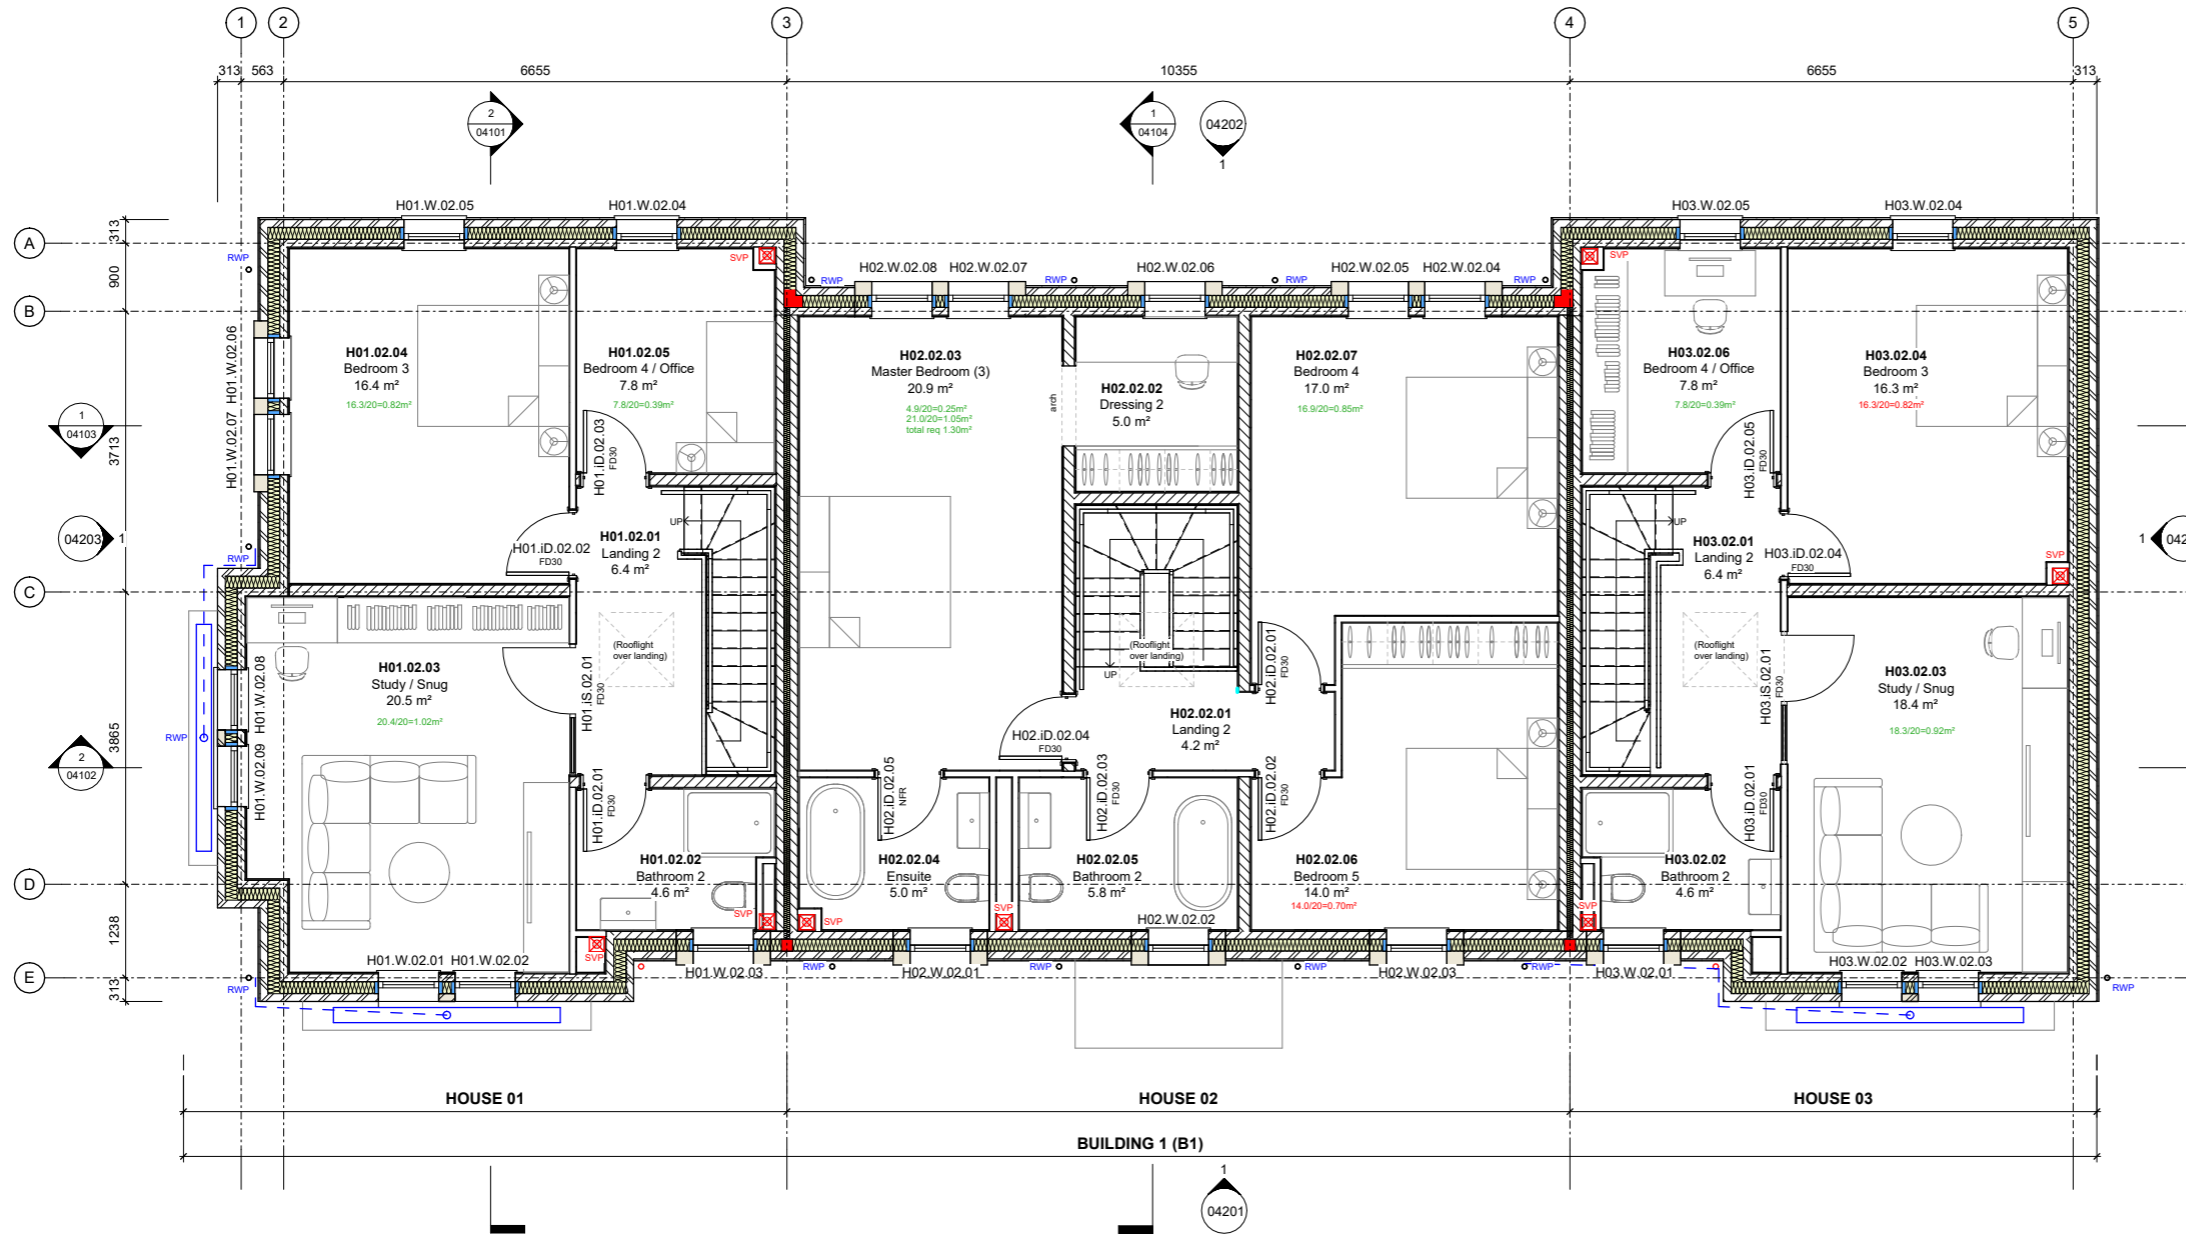 1
2
3
4
5
313
563
6655
10355
6655
313
2
04101
1
04104
04202
1
A
B
C
D
E
313
900
3713
3865
1238
313
H01.W.02.05
H01.W.02.04
H03.W.02.05
H03.W.02.04
RWP
SVP
RWP
H02.W.02.08
H02.W.02.07
RWP
H02.W.02.06
RWP
H02.W.02.05
H02.W.02.04
RWP
SVP
H01.W.02.06
H01.W.02.07
H01.02.04
Bedroom 3
16.4 m²
16.3/20=0.82m²
H01.02.05
Bedroom 4 / Office
7.8 m²
7.8/20=0.39m²
H02.02.03
Master Bedroom (3)
20.9 m²
4.9/20=0.25m²
21.0/20=1.05m²
total req 1.30m²
arch
H02.02.02
Dressing 2
5.0 m²
H02.02.07
Bedroom 4
17.0 m²
16.9/20=0.85m²
H03.02.06
Bedroom 4 / Office
7.8 m²
7.8/20=0.39m²
H03.02.04
Bedroom 3
16.3 m²
16.3/20=0.82m²
1
04103
H01.iD.02.03
FD30
H03.iD.02.05
FD30
04203
1
RWP
H01.iD.02.02
FD30
UP
H01.02.01
Landing 2
6.4 m²
UP
H03.02.01
Landing 2
6.4 m²
H03.iD.02.04
FD30
SVP
1
H01.02.03
Study / Snug
20.5 m²
20.4/20=1.02m²
H01.iS.02.01
FD30
(Rooflight
over landing)
(Rooflight
over landing)
UP
H02.iD.02.01
FD30
(Rooflight
over landing)
H03.iS.02.01
FD30
H03.02.03
Study / Snug
18.4 m²
18.3/20=0.92m²
RWP
H01.W.02.08
H01.W.02.09
2
04102
H02.iD.02.04
FD30
H02.02.01
Landing 2
4.2 m²
H01.iD.02.01
FD30
H02.iD.02.05
NFR
H02.iD.02.03
FD30
H02.iD.02.02
FD30
H03.iD.02.01
FD30
H01.02.02
Bathroom 2
4.6 m²
H02.02.04
Ensuite
5.0 m²
H02.02.05
Bathroom 2
5.8 m²
H02.02.06
Bedroom 5
14.0 m²
14.0/20=0.70m²
H03.02.02
Bathroom 2
4.6 m²
SVP
SVP
SVP
SVP
SVP
H02.W.02.02
RWP
H01.W.02.01
H01.W.02.02
H01.W.02.03
RWP
H02.W.02.01
RWP
RWP
H02.W.02.03
RWP
H03.W.02.01
H03.W.02.02
H03.W.02.03
RWP
HOUSE 01
HOUSE 02
HOUSE 03
BUILDING 1 (B1)
1
04201